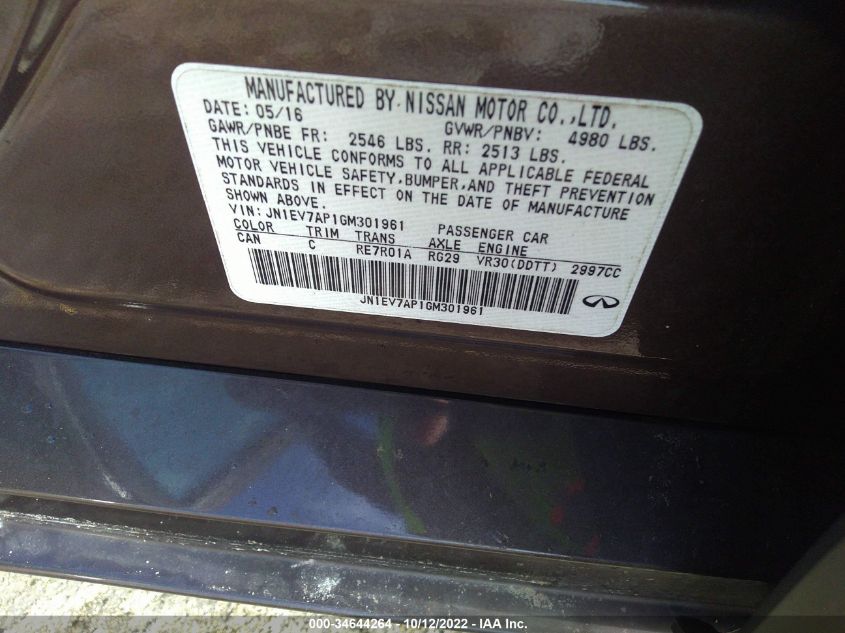 MANUFACTURED BY NISSAN MOTOR CO.,LTD.
DATE: 05/16 GVWR/PNBV: 4980 LBS.
GAWR/PNBE FR: 2546 LBS. RR: 2513 LBS.
THIS VEHICLE CONFORMS TO ALL APPLICABLE FEDERAL
MOTOR VEHICLE SAFETY,BUMPER,AND THEFT PREVENTION
STANDARDS IN EFFECT ON THE DATE OF MANUFACTURE
SHOWN ABOVE.
VIN: JN1EV7AP1GM301961 PASSENGER CAR
COLOR TRIM TRANS AXLE ENGINE
CAN C RE7R01A RG29 VR30(DDTT) 2997CC
JN1EV7AP1GM301961
000-34644264 - 10/12/2022 - © IAA Inc.